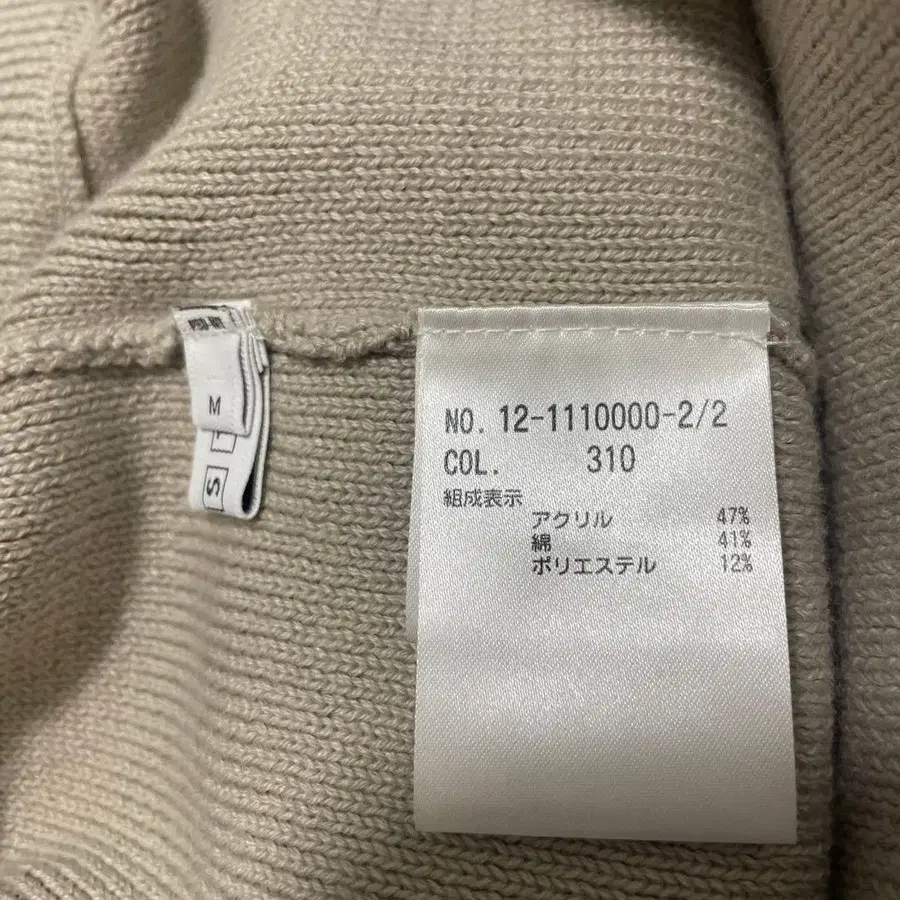 M
S
NO. 12-1110000-2/2
COL. 310
組成表示
アクリル 47%
綿 41%
ポリエステル 12%